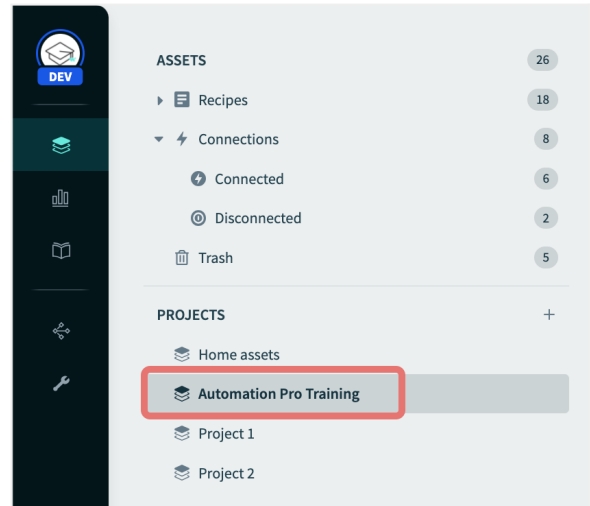 DEV
ASSETS 26
Recipes 18
Connections 8
Connected 6
Disconnected 2
Trash 5
PROJECTS +
Home assets
Automation Pro Training
Project 1
Project 2